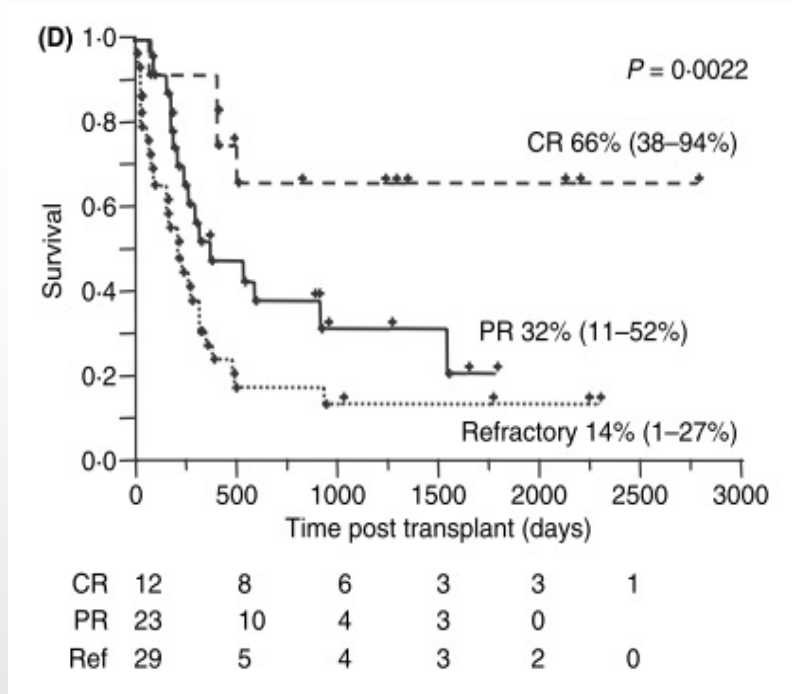 (D)
1·0
P = 0·0022
0·8
CR 66% (38–94%)
0·6
Survival
0·4
PR 32% (11–52%)
0·2
Refractory 14% (1–27%)
0·0
0 500 1000 1500 2000 2500 3000
Time post transplant (days)
CR 12 8 6 3 3 1
PR 23 10 4 3 0
Ref 29 5 4 3 2 0